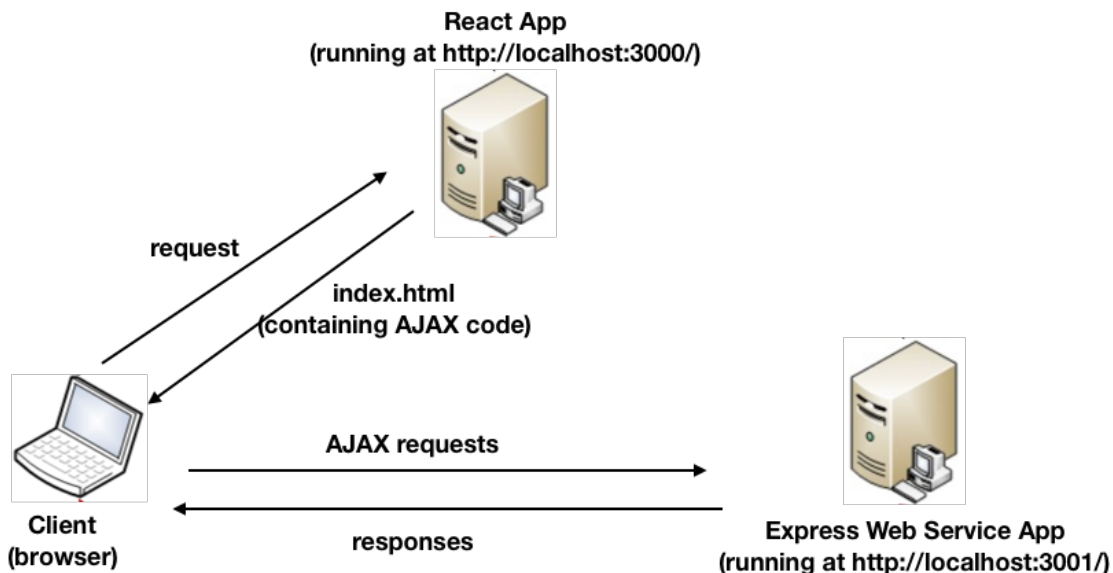 React App
(running at http://localhost:3000/)
request
index.html
(containing AJAX code)
AJAX requests
Client
(browser)
responses
Express Web Service App
(running at http://localhost:3001/)